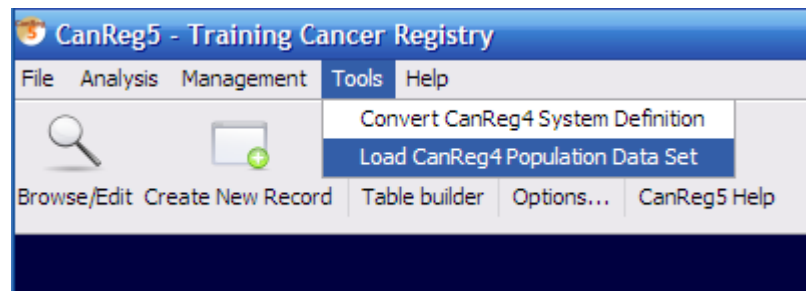 CanReg5 - Training Cancer Registry
File Analysis Management Tools Help
Convert CanReg4 System Definition
Load CanReg4 Population Data Set
Browse/Edit Create New Record Table builder Options... CanReg5 Help